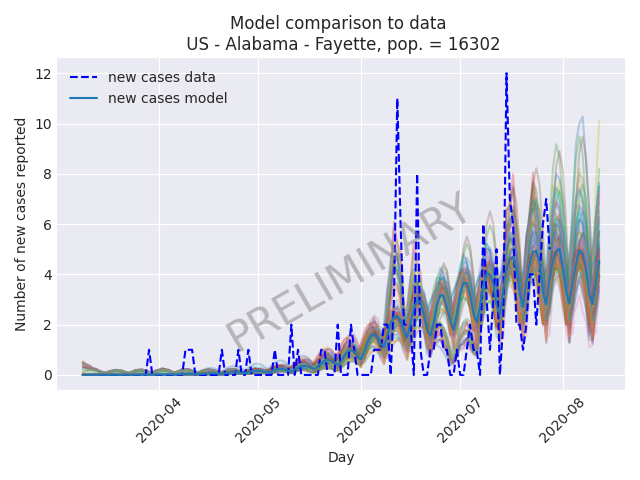 Model comparison to data
US - Alabama - Fayette, pop. = 16302
new cases data
new cases model
Number of new cases reported
12
10
8
6
4
2
0
PRELIMINARY
2020-04
2020-05
2020-06
2020-07
2020-08
Day